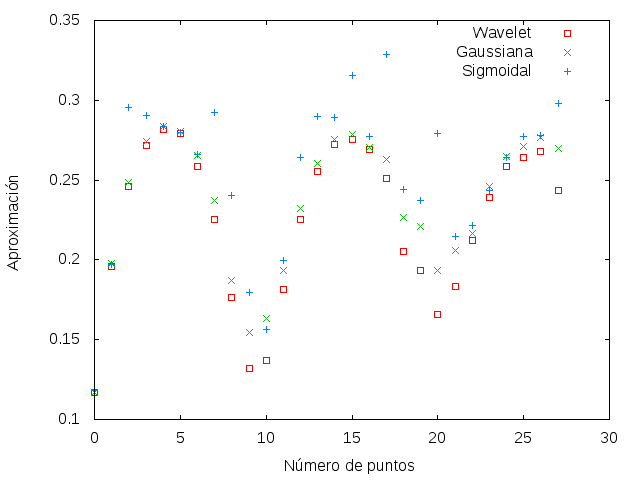 0.35
0.3
0.25
0.2
0.15
0.1
0 5 10 15 20 25 30
Wavelet
Gaussiana
Sigmoidal
Aproximación
Número de puntos